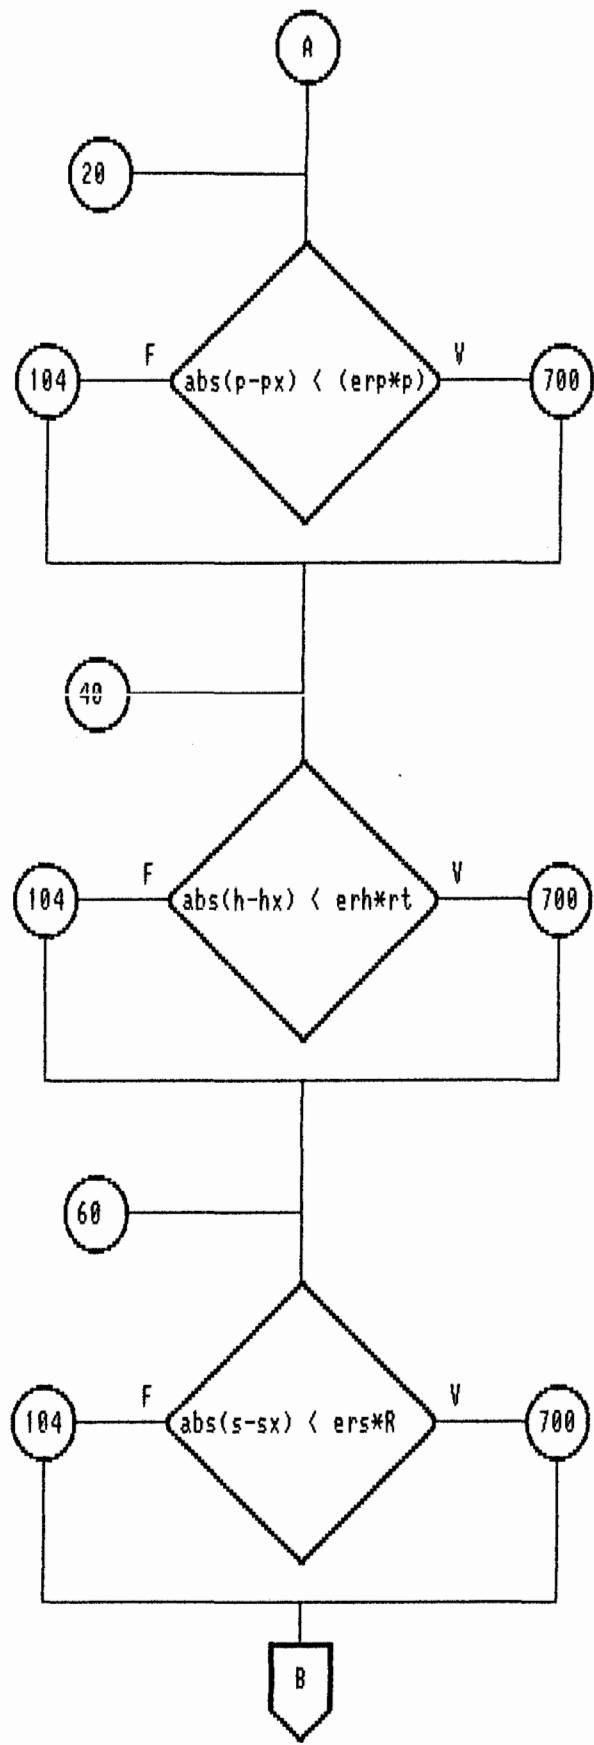 A
20
F V
104 abs(p-px) < (erp*p) 700
40
F V
104 abs(h-hx) < erh*rt 700
60
F V
104 abs(s-sx) < ers*R 700
B